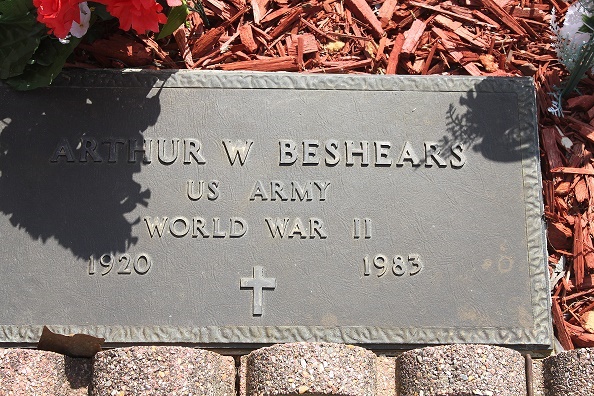 ARTHUR W BESHEARS
US ARMY
WORLD WAR II
1920 1983